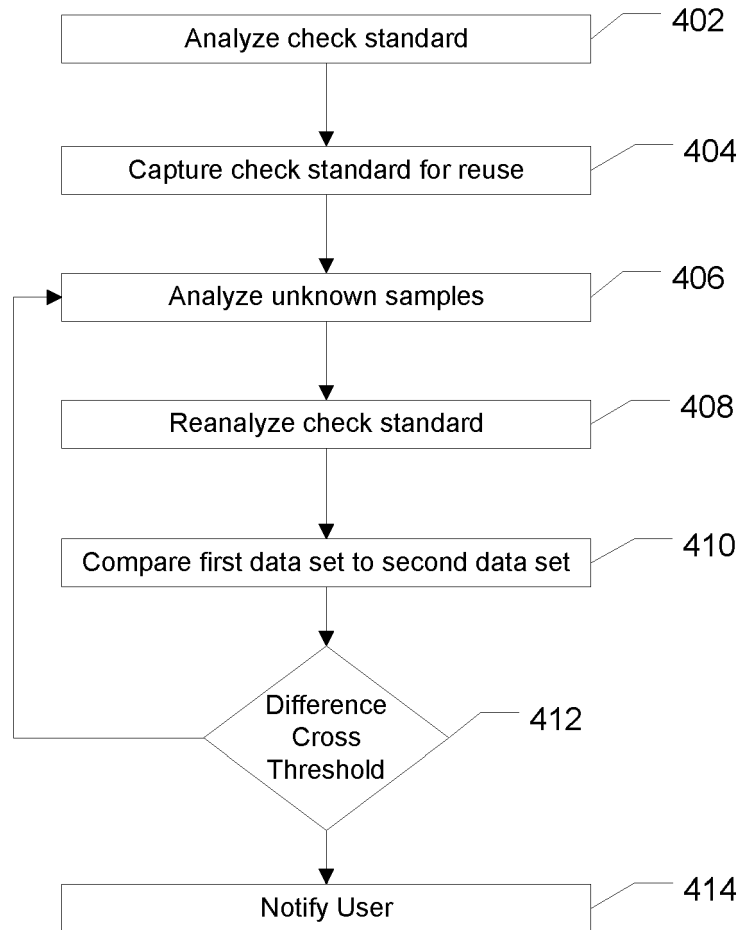 Analyze check standard
402
Capture check standard for reuse
404
Analyze unknown samples
406
Reanalyze check standard
408
Compare first data set to second data set
410
Difference
Cross
Threshold
412
Notify User
414